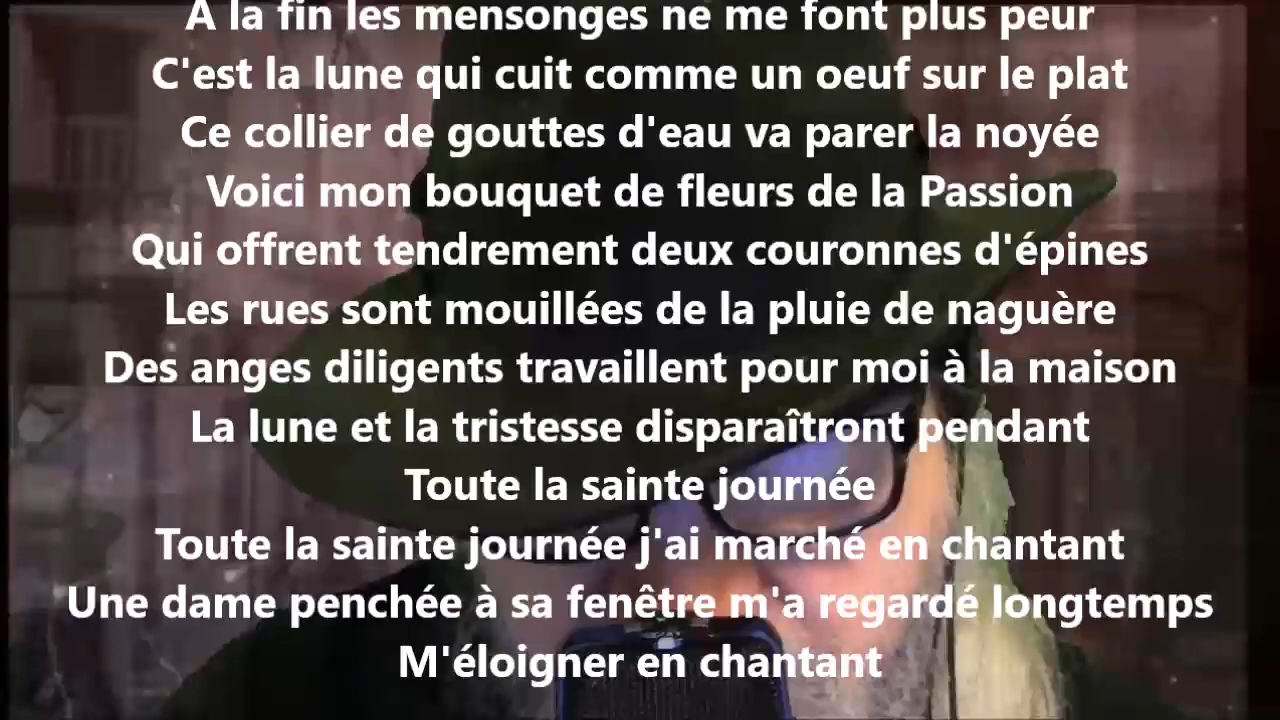 A la fin les mensonges ne me font plus peur
C'est la lune qui cuit comme un oeuf sur le plat
Ce collier de gouttes d'eau va parer la noyée
Voici mon bouquet de fleurs de la Passion
Qui offrent tendrement deux couronnes d'épines
Les rues sont mouillées de la pluie de naguère
Des anges diligents travaillent pour moi à la maison
La lune et la tristesse disparaîtront pendant
Toute la sainte journée
Toute la sainte journée j'ai marché en chantant
Une dame penchée à sa fenêtre m'a regardé longtemps
M'éloigner en chantant